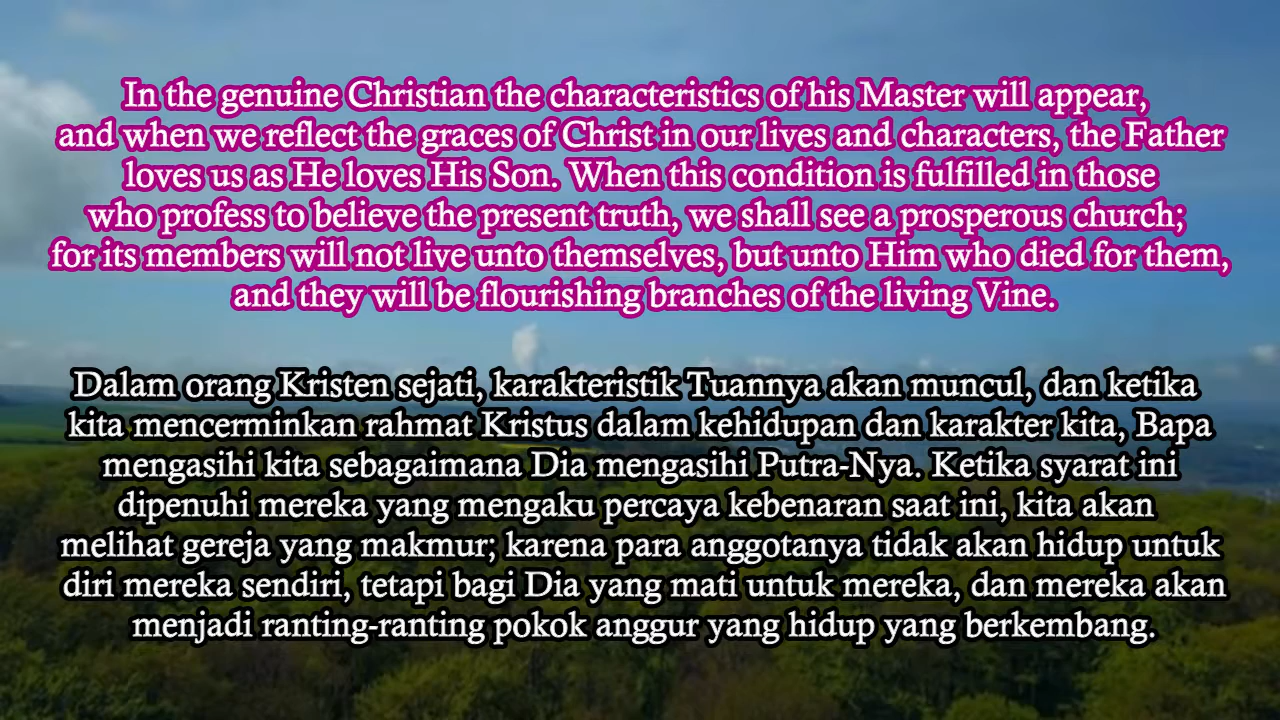 In the genuine Christian the characteristics of his Master will appear,
and when we reflect the graces of Christ in our lives and characters, the Father
loves us as He loves His Son. When this condition is fulfilled in those
who profess to believe the present truth, we shall see a prosperous church;
for its members will not live unto themselves, but unto Him who died for them,
and they will be flourishing branches of the living Vine.
Dalam orang Kristen sejati, karakteristik Tuannya akan muncul, dan ketika
kita mencerminkan rahmat Kristus dalam kehidupan dan karakter kita, Bapa
mengasihi kita sebagaimana Dia mengasihi Putra-Nya. Ketika syarat ini
dipenuhi mereka yang mengaku percaya kebenaran saat ini, kita akan
melihat gereja yang makmur; karena para anggotanya tidak akan hidup untuk
diri mereka sendiri, tetapi bagi Dia yang mati untuk mereka, dan mereka akan
menjadi ranting-ranting pokok anggur yang hidup yang berkembang.